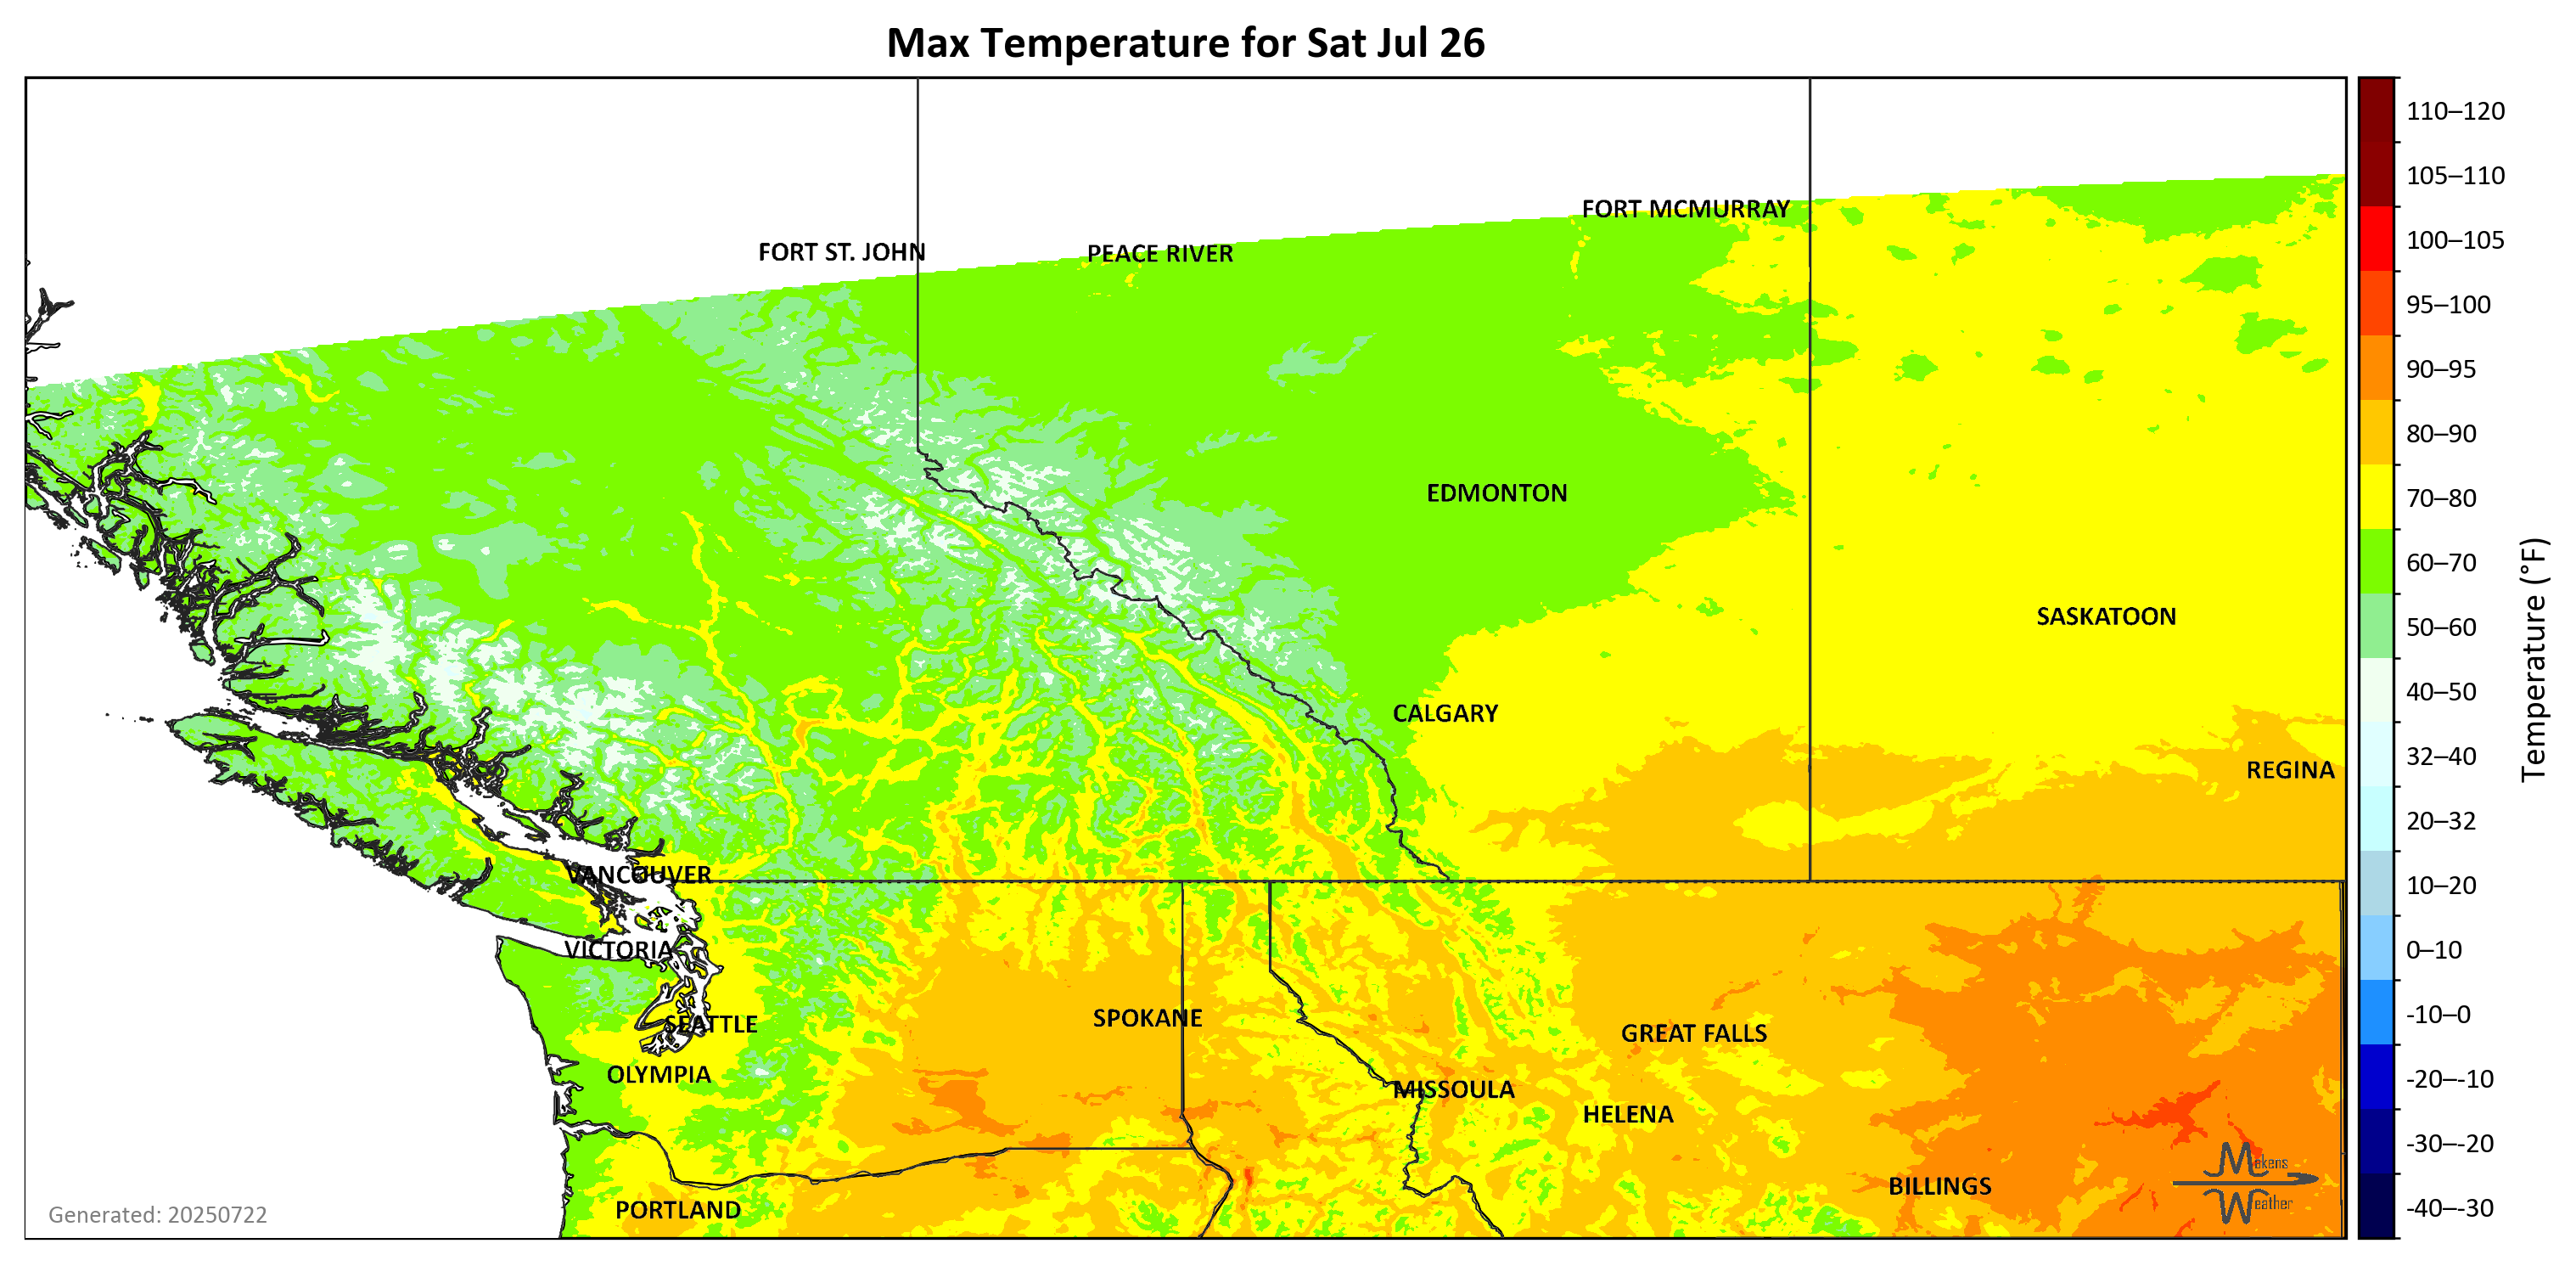 Max Temperature for Sat Jul 26
FORT MCMURRAY
FORT ST. JOHN
PEACE RIVER
EDMONTON
SASKATOON
CALGARY
REGINA
VANCOUVER
VICTORIA
SEATTLE
SPOKANE
GREAT FALLS
OLYMPIA
MISSOULA
HELENA
BILLINGS
PORTLAND
Mekens
Weather
Generated: 20250722
110–120
105–110
100–105
95–100
90–95
80–90
70–80
60–70
50–60
40–50
32–40
20–32
10–20
0–10
-10–0
-20–-10
-30–-20
-40–-30
Temperature (°F)